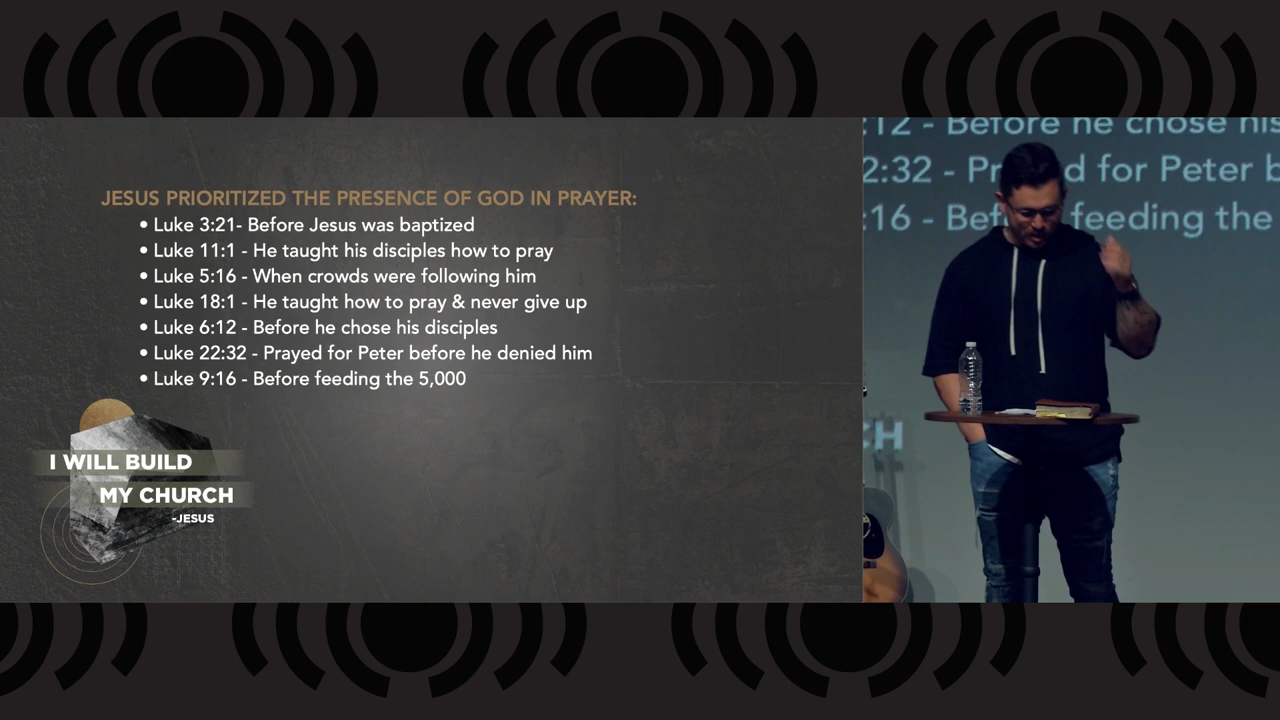 JESUS PRIORITIZED THE PRESENCE OF GOD IN PRAYER:
• Luke 3:21- Before Jesus was baptized
• Luke 11:1 - He taught his disciples how to pray
• Luke 5:16 - When crowds were following him
• Luke 18:1 - He taught how to pray & never give up
• Luke 6:12 - Before he chose his disciples
• Luke 22:32 - Prayed for Peter before he denied him
• Luke 9:16 - Before feeding the 5,000
I WILL BUILD
MY CHURCH
-JESUS
:12 - Before he chose his
2:32 - Pr d for Peter b
:16 - Bef feeding the
CH